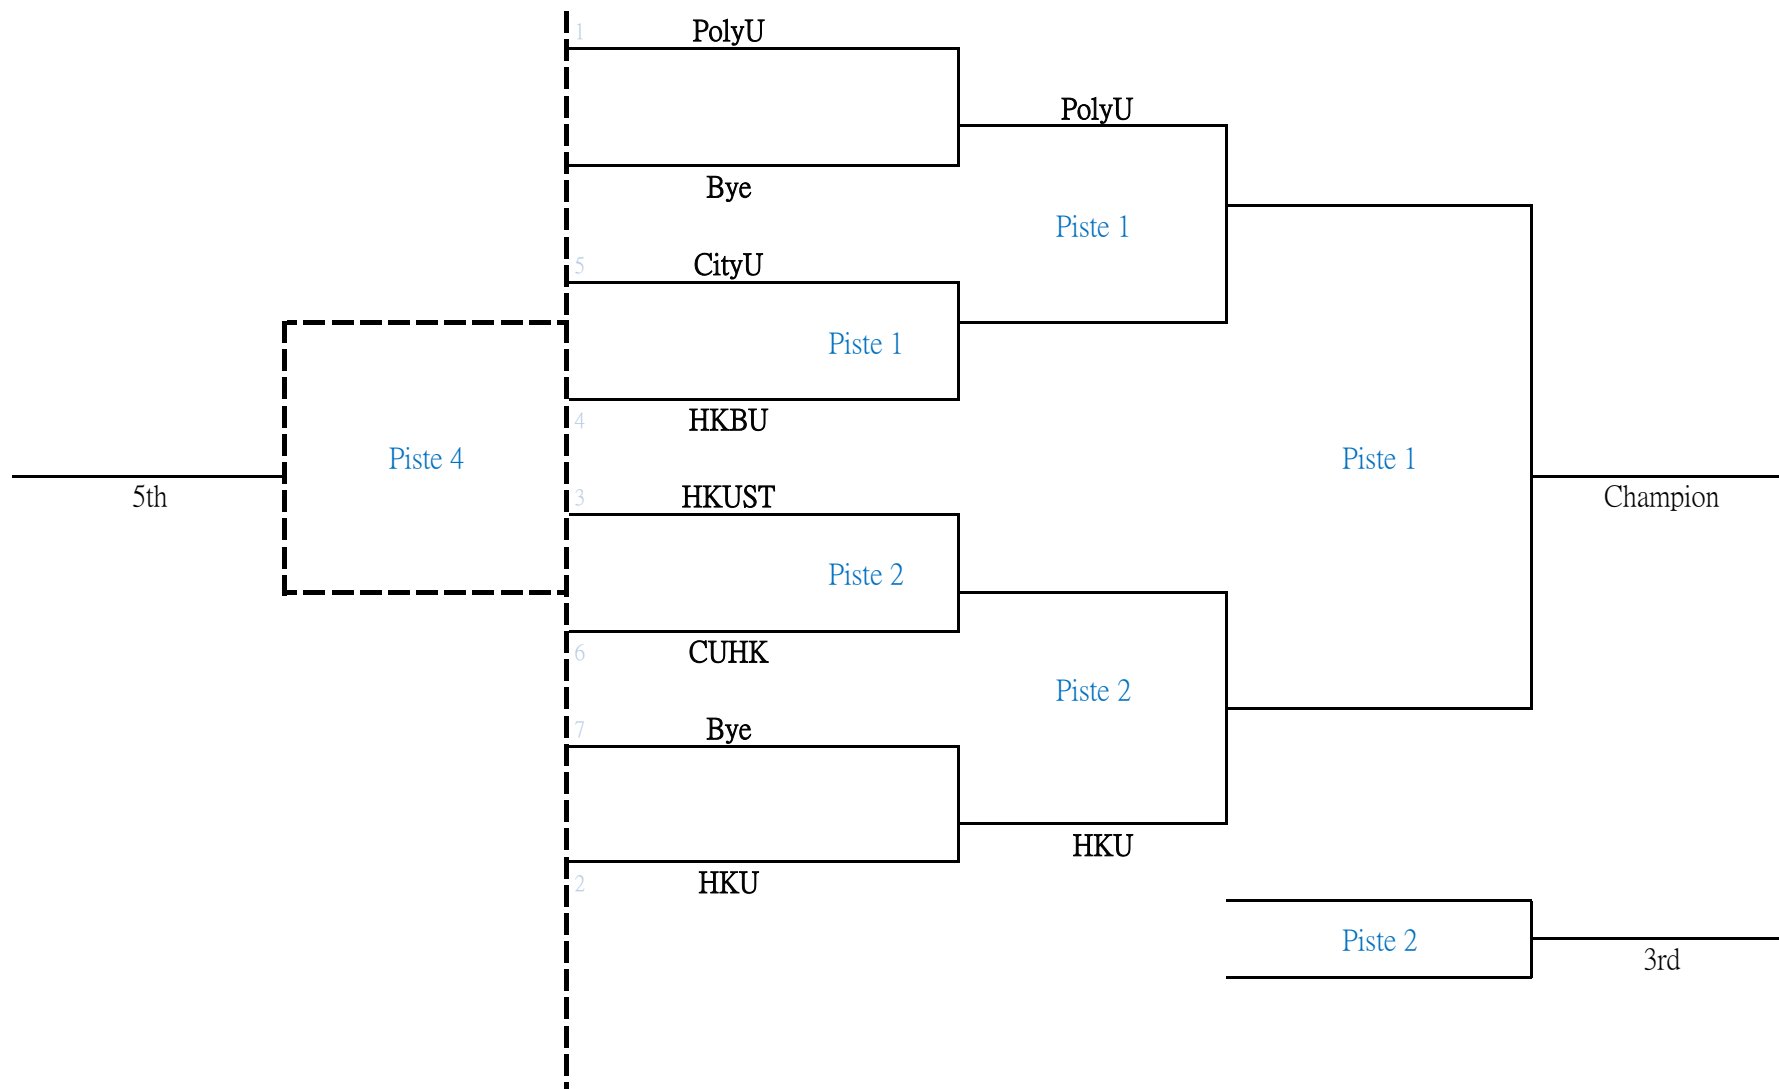 1
PolyU
PolyU
Bye
Piste 1
5
CityU
Piste 1
4
HKBU
Piste 4
Piste 1
5th
3
HKUST
Champion
Piste 2
6
CUHK
Piste 2
7
Bye
HKU
2
HKU
Piste 2
3rd